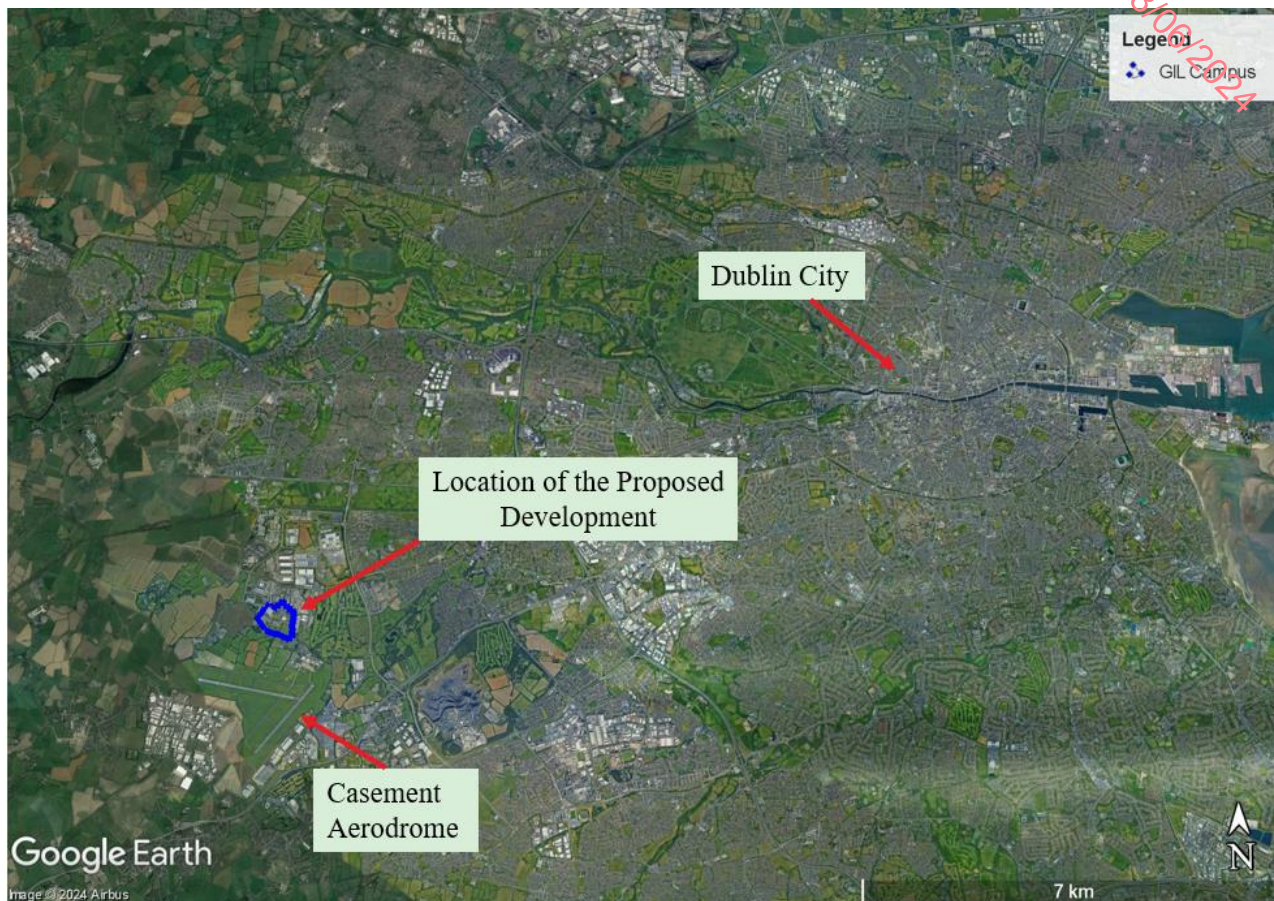 Legend
GIL Campus
Dublin City
Location of the Proposed
Development
Casement
Aerodrome
Google Earth
Image © 2024 Airbus
N
7 km